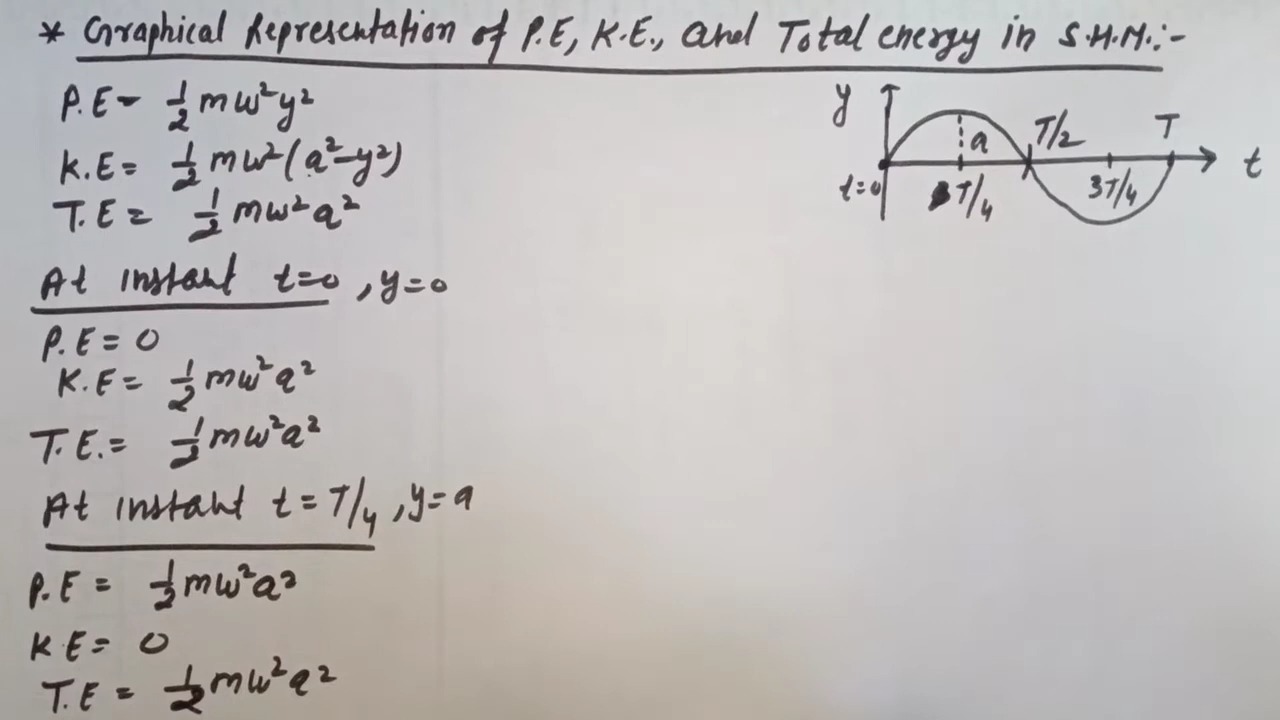 * Graphical Representation of P.E, K.E., and Total energy in S.H.M.:-
P.E = 1/2 mω²y²
K.E = 1/2 mω²(a²-y²)
T.E = 1/2 mω²a²
At instant t=0, y=0
P.E = 0
K.E = 1/2 mω²a²
T.E. = 1/2 mω²a²
At instant t = T/4, y=a
P.E = 1/2 mω²a²
K.E = 0
T.E = 1/2 mω²a²
y
a
T/2
T
t
t=0
T/4
3T/4